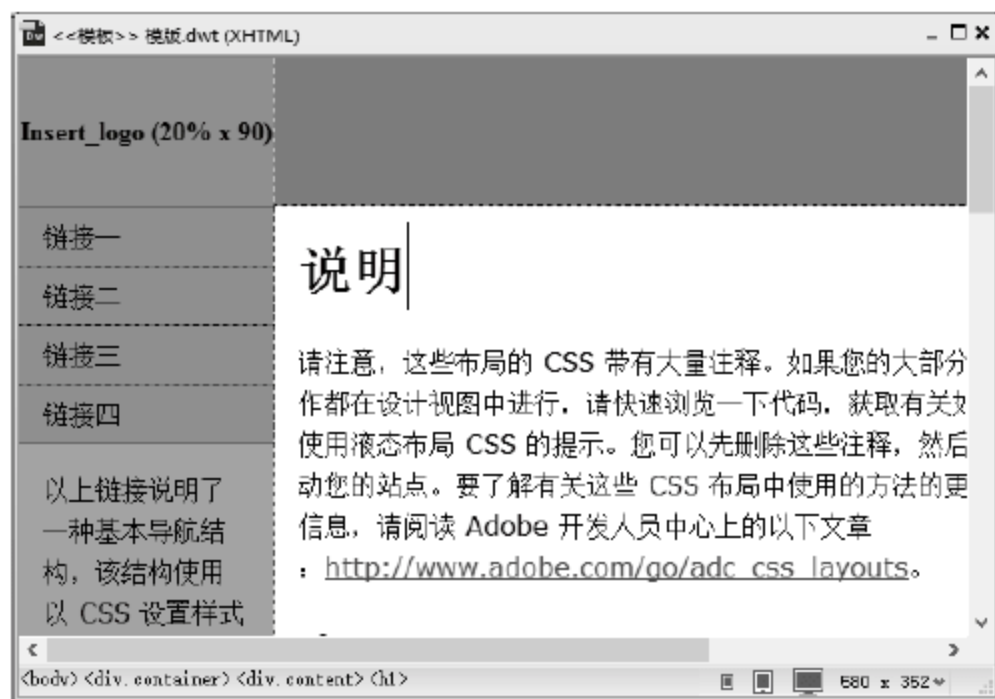 <<模板>> 模版.dwt (XHTML)
Insert_logo (20% x 90)
链接一
链接二
链接三
链接四
以上链接说明了
一种基本导航结
构，该结构使用
以 CSS 设置样式
说明
请注意，这些布局的 CSS 带有大量注释。如果您的大部分
作都在设计视图中进行，请快速浏览一下代码，获取有关如
使用液态布局 CSS 的提示。您可以先删除这些注释，然后
动您的站点。要了解有关这些 CSS 布局中使用的方法的更
信息，请阅读 Adobe 开发人员中心上的以下文章
：http://www.adobe.com/go/adc_css_layouts。
<body> <div.container> <div.content> <h1>
680 x 352